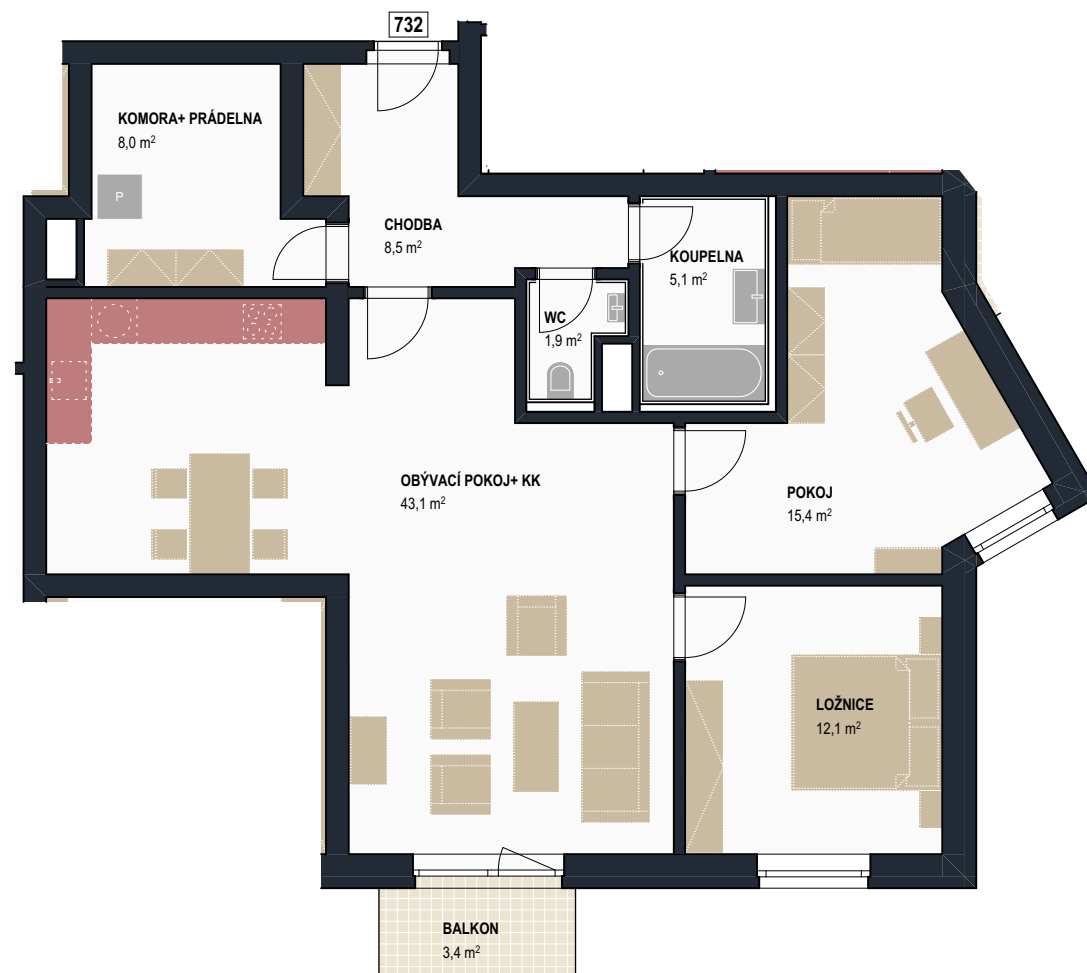 732
KOMORA+ PRÁDELNA
8,0 m²
P
CHODBA
8,5 m²
KOUPELNA
5,1 m²
WC
1,9 m²
OBÝVACÍ POKOJ+ KK
43,1 m²
POKOJ
15,4 m²
LOŽNICE
12,1 m²
BALKON
3,4 m²